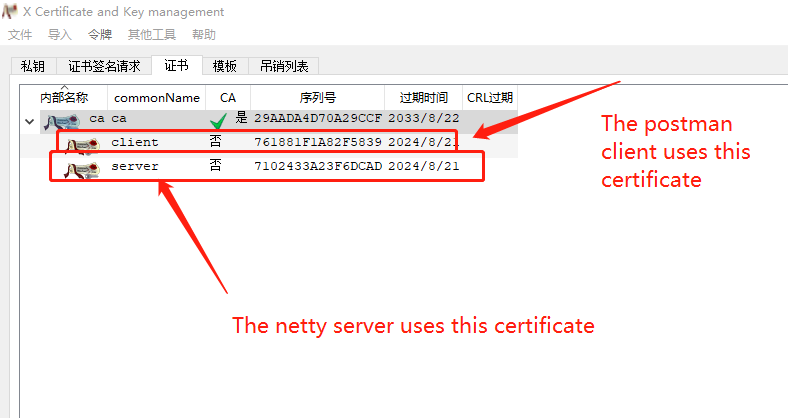 X Certificate and Key management
文件 导入 令牌 其他工具 帮助
私钥 证书签名请求 证书 模板 吊销列表
内部名称 commonName CA 序列号 过期时间 CRL过期
ca ca 是 29AADA4D70A29CCF 2033/8/22
client 否 761881F1A82F5839 2024/8/21
server 否 7102433A23F6DCAD 2024/8/21
The postman
client uses this
certificate
The netty server uses this certificate